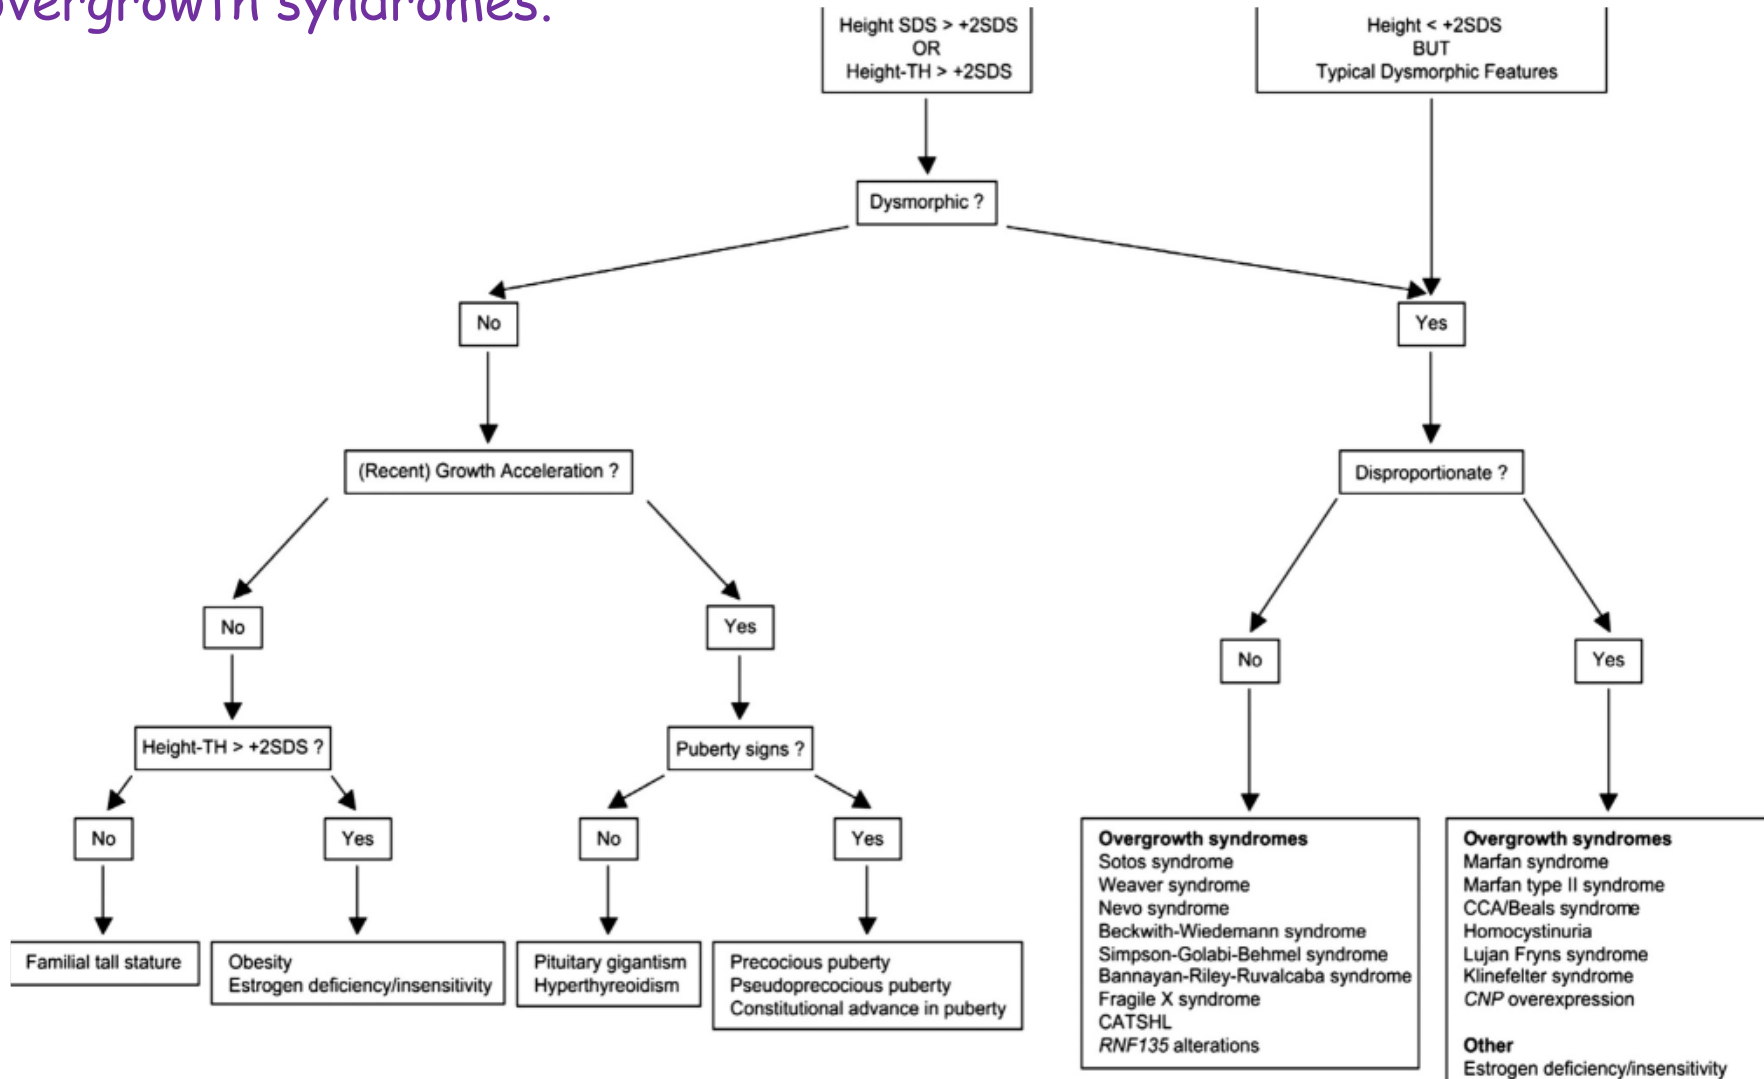 overgrowth syndromes.
Height SDS > +2SDS
OR
Height-TH > +2SDS
Height < +2SDS
BUT
Typical Dysmorphic Features
Dysmorphic ?
No
Yes
(Recent) Growth Acceleration ?
Disproportionate ?
No
Yes
No
Yes
Height-TH > +2SDS ?
Puberty signs ?
No
Yes
No
Yes
Familial tall stature
Obesity
Estrogen deficiency/insensitivity
Pituitary gigantism
Hyperthyreoidism
Precocious puberty
Pseudoprecocious puberty
Constitutional advance in puberty
Overgrowth syndromes
Sotos syndrome
Weaver syndrome
Nevo syndrome
Beckwith-Wiedemann syndrome
Simpson-Golabi-Behmel syndrome
Bannayan-Riley-Ruvalcaba syndrome
Fragile X syndrome
CATSHL
RNF135 alterations
Overgrowth syndromes
Marfan syndrome
Marfan type II syndrome
CCA/Beals syndrome
Homocystinuria
Lujan Fryns syndrome
Klinefelter syndrome
CNP overexpression
Other
Estrogen deficiency/insensitivity